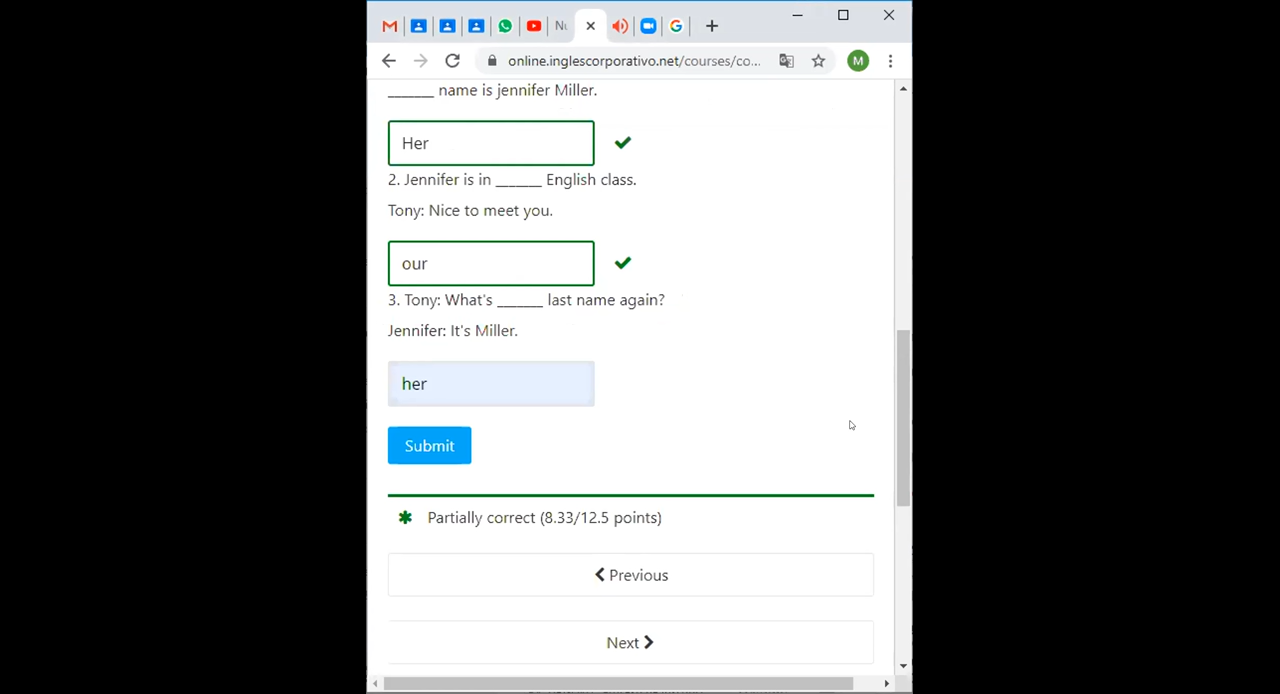 Nu
online.inglescorporativo.net/courses/co...
M
_______ name is jennifer Miller.
Her
2. Jennifer is in _______ English class.
Tony: Nice to meet you.
our
3. Tony: What's _______ last name again?
Jennifer: It's Miller.
her
Submit
Partially correct (8.33/12.5 points)
Previous
Next